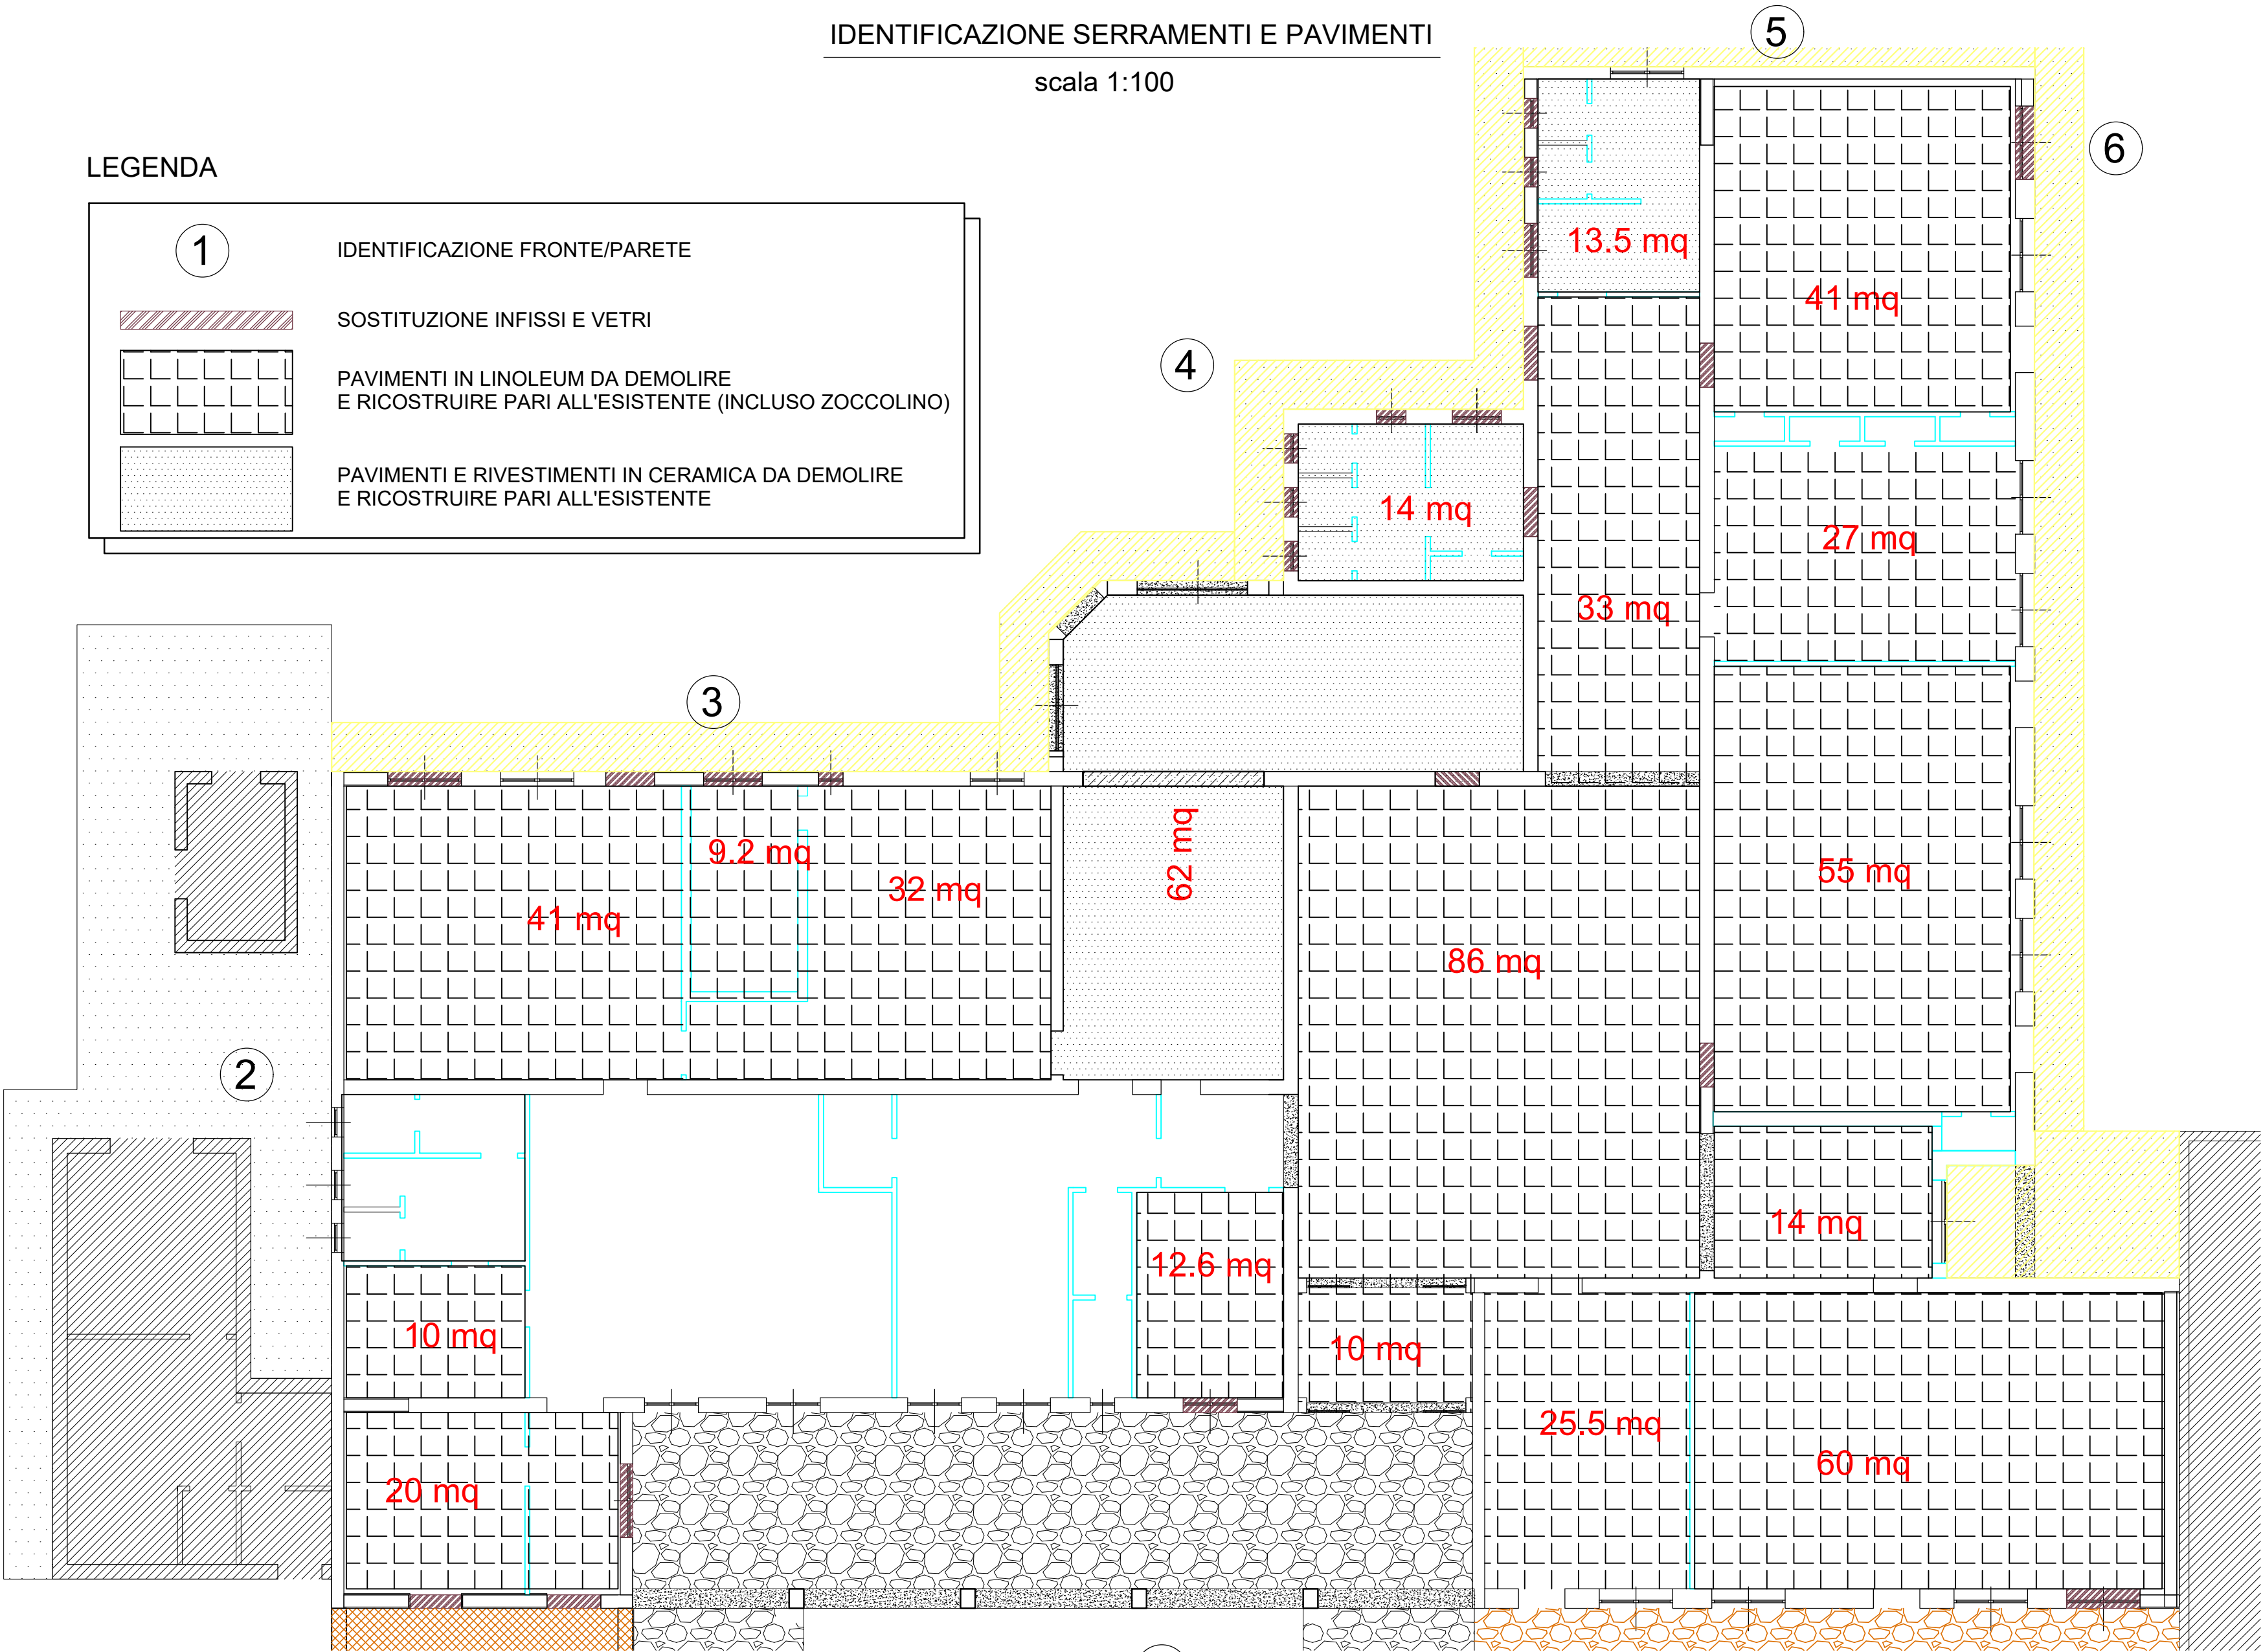 IDENTIFICAZIONE SERRAMENTI E PAVIMENTI
scala 1:100
5
6
LEGENDA
1
IDENTIFICAZIONE FRONTE/PARETE
SOSTITUZIONE INFISSI E VETRI
PAVIMENTI IN LINOLEUM DA DEMOLIRE
E RICOSTRUIRE PARI ALL'ESISTENTE (INCLUSO ZOCCOLINO)
PAVIMENTI E RIVESTIMENTI IN CERAMICA DA DEMOLIRE
E RICOSTRUIRE PARI ALL'ESISTENTE
13.5 mq
41 mq
4
14 mq
27 mq
33 mq
3
9.2 mq
62 mq
32 mq
41 mq
55 mq
86 mq
2
14 mq
12.6 mq
10 mq
10 mq
25.5 mq
60 mq
20 mq